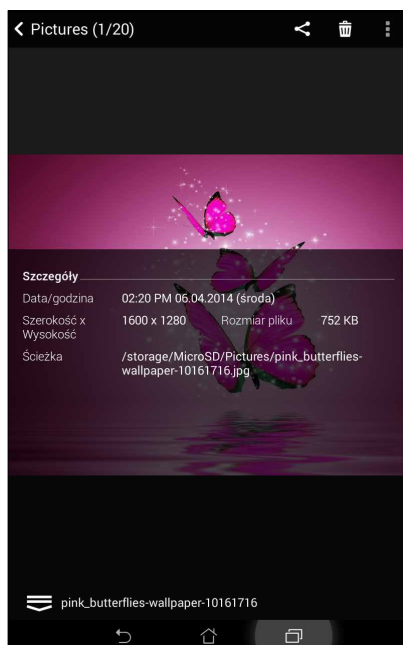 Pictures (1/20)
Szczegóły
Data/godzina 02:20 PM 06.04.2014 (środa)
Szerokość x 1600 x 1280 Rozmiar pliku 752 KB
Wysokość
Ścieżka /storage/MicroSD/Pictures/pink_butterflies-
wallpaper-10161716.jpg
pink_butterflies-wallpaper-10161716